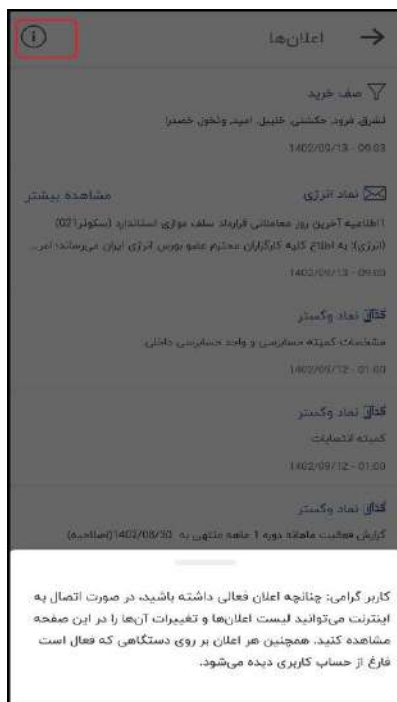 اعلان‌ها
صف خرید
لشرق، فرود، حکشتی، خلیبل، امید، وتخول، خصدرا
1402/09/13 - 09:03
نماد انرژی
مشاهده بیشتر
اطلاعیه آخرین روز معاملاتی قرارداد سلف موازی استاندارد (سکونر021)
(انرژی): به اطلاع کلیه کارگزاران محترم عضو بورس انرژی ایران می‌رساند؛ امر...
1402/09/13 - 09:00
کدال نماد وگستر
مشخصات کمیته حسابرسی و واحد حسابرسی داخلی
1402/09/12 - 01:00
کدال نماد وگستر
کمیته انتصابات
1402/09/12 - 01:00
کدال نماد وگستر
گزارش فعالیت ماهانه دوره 1 ماهه منتهی به 1402/08/30(اصلاحیه)
کاربر گرامی: چنانچه اعلان فعالی داشته باشید، در صورت اتصال به
اینترنت می‌توانید لیست اعلان‌ها و تغییرات آن‌ها را در این صفحه
مشاهده کنید. همچنین هر اعلان بر روی دستگاهی که فعال است
فارغ از حساب کاربری دیده می‌شود.